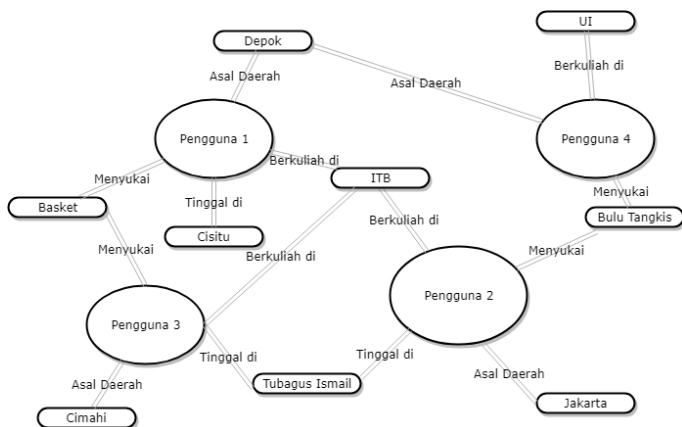 UI
Depok
Berkuliah di
Asal Daerah
Asal Daerah
Pengguna 1
Pengguna 4
Berkuliah di
ITB
Menyukai
Menyukai
Tinggal di
Basket
Bulu Tangkis
Berkuliah di
Cisitu
Menyukai
Menyukai
Berkuliah di
Pengguna 2
Pengguna 3
Tinggal di
Tinggal di
Asal Daerah
Asal Daerah
Tubagus Ismail
Jakarta
Cimahi